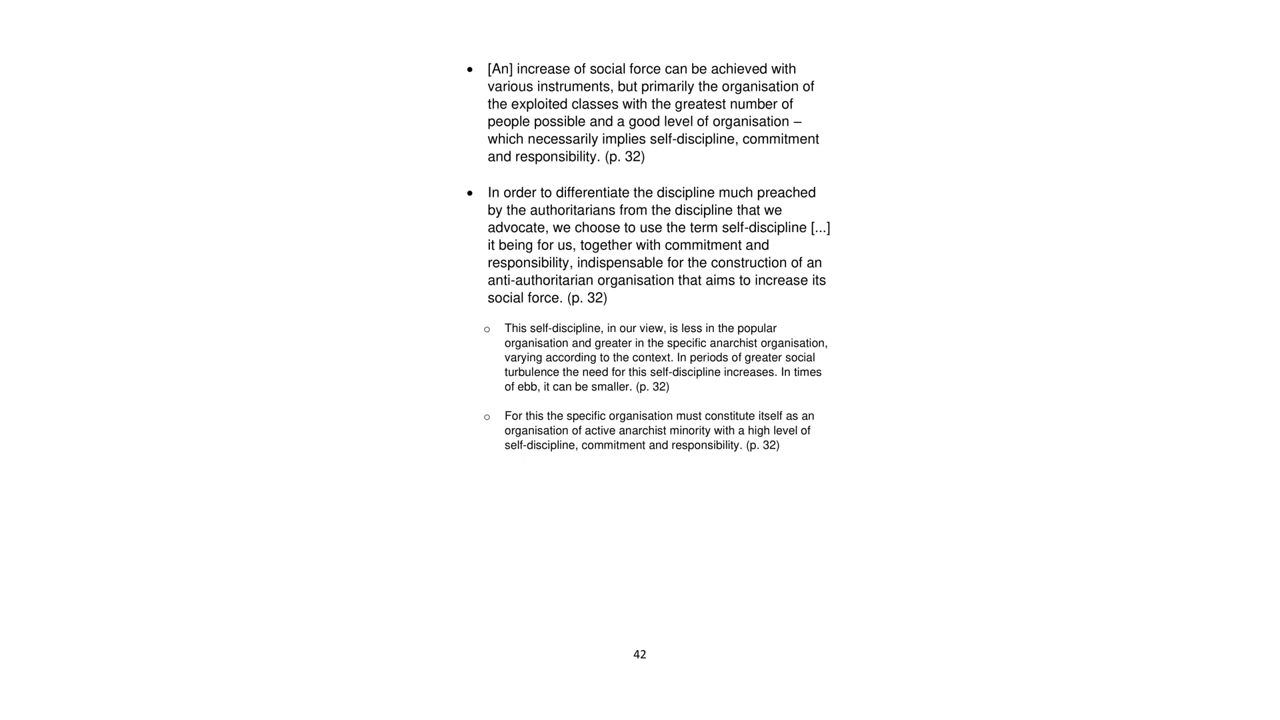 • [An] increase of social force can be achieved with
various instruments, but primarily the organisation of
the exploited classes with the greatest number of
people possible and a good level of organisation –
which necessarily implies self-discipline, commitment
and responsibility. (p. 32)
• In order to differentiate the discipline much preached
by the authoritarians from the discipline that we
advocate, we choose to use the term self-discipline [...]
it being for us, together with commitment and
responsibility, indispensable for the construction of an
anti-authoritarian organisation that aims to increase its
social force. (p. 32)
o This self-discipline, in our view, is less in the popular
organisation and greater in the specific anarchist organisation,
varying according to the context. In periods of greater social
turbulence the need for this self-discipline increases. In times
of ebb, it can be smaller. (p. 32)
o For this the specific organisation must constitute itself as an
organisation of active anarchist minority with a high level of
self-discipline, commitment and responsibility. (p. 32)
42